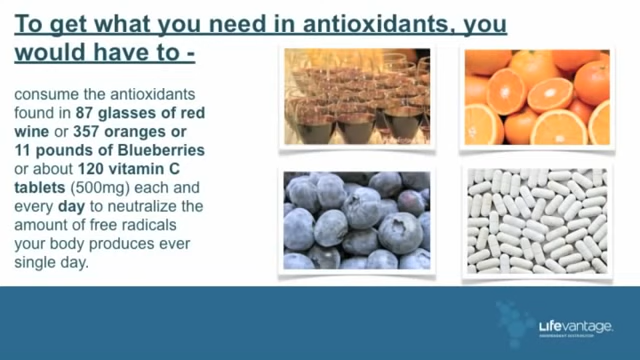 To get what you need in antioxidants, you
would have to -
consume the antioxidants
found in 87 glasses of red
wine or 357 oranges or
11 pounds of Blueberries
or about 120 vitamin C
tablets (500mg) each and
every day to neutralize the
amount of free radicals
your body produces ever
single day.
LIfevantage.
INDEPENDENT DISTRIBUTOR